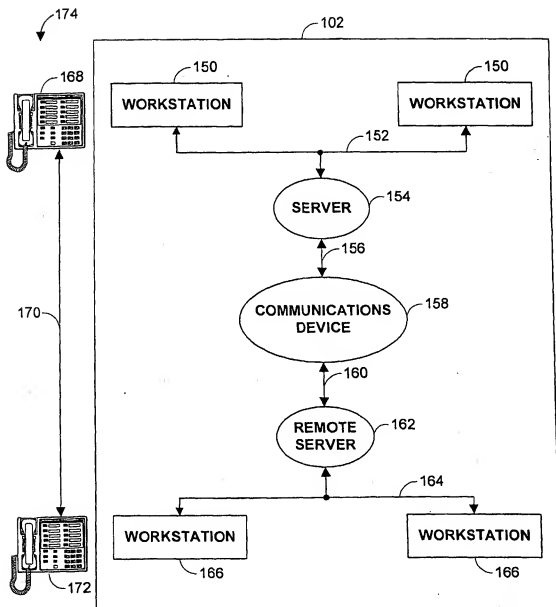 174
102
168
150
150
WORKSTATION
WORKSTATION
152
SERVER
154
156
COMMUNICATIONS
DEVICE
158
170
160
REMOTE
SERVER
162
164
WORKSTATION
WORKSTATION
172
166
166